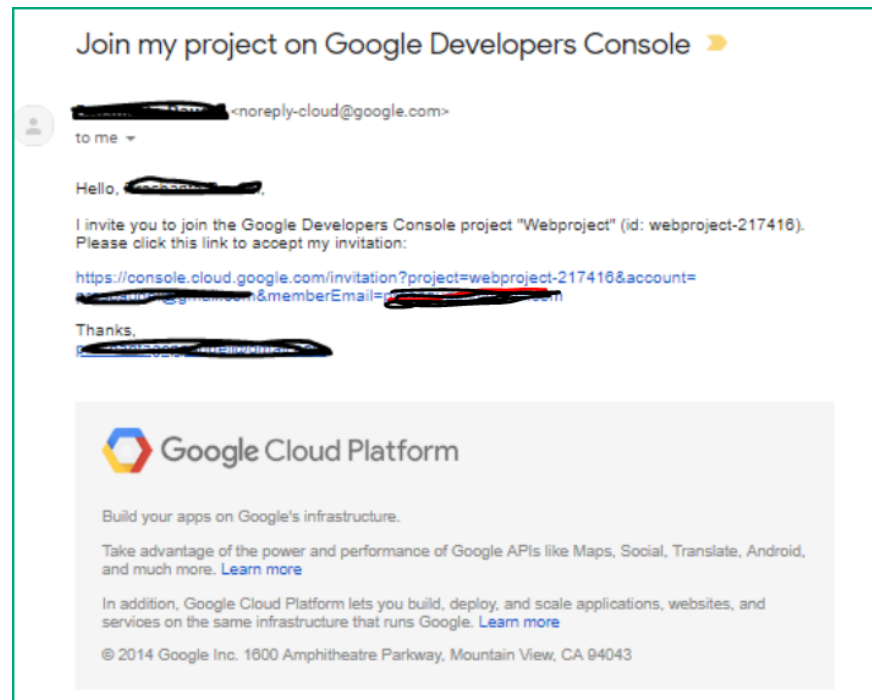 Join my project on Google Developers Console
<noreply-cloud@google.com>
to me
Hello,
I invite you to join the Google Developers Console project "Webproject" (id: webproject-217416).
Please click this link to accept my invitation:
https://console.cloud.google.com/invitation?project=webproject-217416&account=
&memberEmail=
Thanks,
Google Cloud Platform
Build your apps on Google's infrastructure.
Take advantage of the power and performance of Google APIs like Maps, Social, Translate, Android,
and much more. Learn more
In addition, Google Cloud Platform lets you build, deploy, and scale applications, websites, and
services on the same infrastructure that runs Google. Learn more
© 2014 Google Inc. 1600 Amphitheatre Parkway, Mountain View, CA 94043